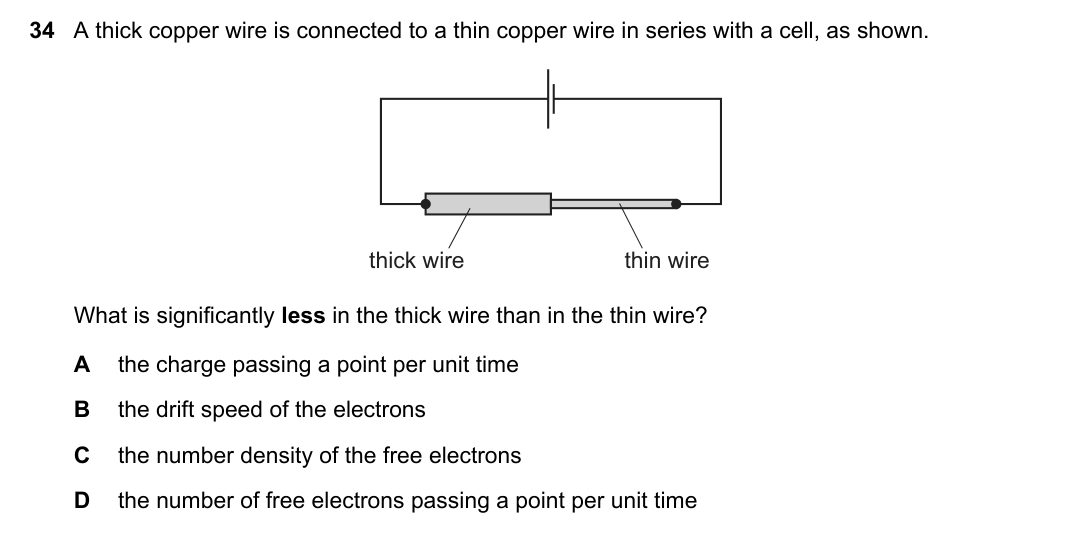 34 A thick copper wire is connected to a thin copper wire in series with a cell, as shown.
thick wire
thin wire
What is significantly less in the thick wire than in the thin wire?
A the charge passing a point per unit time
B the drift speed of the electrons
C the number density of the free electrons
D the number of free electrons passing a point per unit time